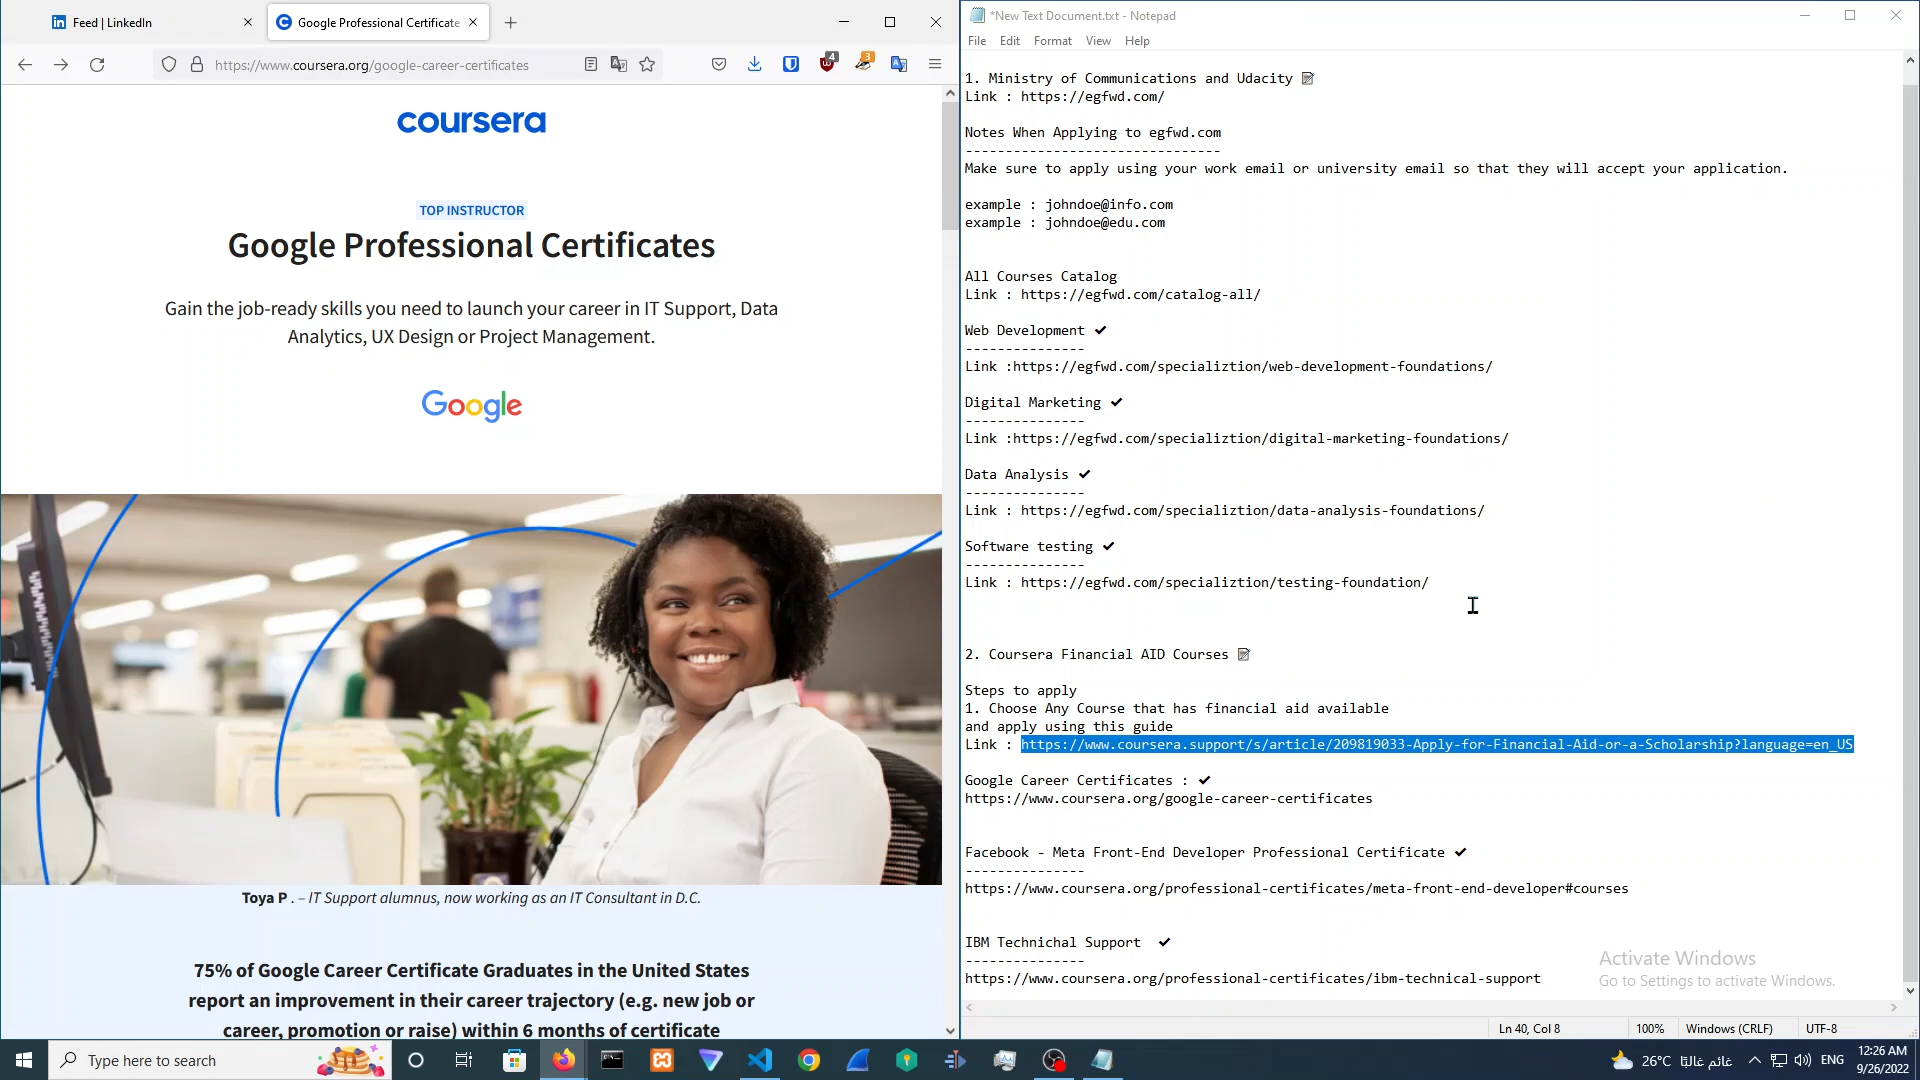 Feed | LinkedIn
Google Professional Certificate
https://www.coursera.org/google-career-certificates
4
3
coursera
TOP INSTRUCTOR
Google Professional Certificates
Gain the job-ready skills you need to launch your career in IT Support, Data
Analytics, UX Design or Project Management.
Google
Toya P . – IT Support alumnus, now working as an IT Consultant in D.C.
75% of Google Career Certificate Graduates in the United States
report an improvement in their career trajectory (e.g. new job or
career, promotion or raise) within 6 months of certificate
*New Text Document.txt - Notepad
File Edit Format View Help
1. Ministry of Communications and Udacity 📝
Link : https://egfwd.com/
Notes When Applying to egfwd.com
--------------------------------
Make sure to apply using your work email or university email so that they will accept your application.
example : johndoe@info.com
example : johndoe@edu.com
All Courses Catalog
Link : https://egfwd.com/catalog-all/
Web Development ✔
---------------
Link :https://egfwd.com/specializtion/web-development-foundations/
Digital Marketing ✔
---------------
Link :https://egfwd.com/specializtion/digital-marketing-foundations/
Data Analysis ✔
---------------
Link : https://egfwd.com/specializtion/data-analysis-foundations/
Software testing ✔
---------------
Link : https://egfwd.com/specializtion/testing-foundation/
2. Coursera Financial AID Courses 📝
Steps to apply
1. Choose Any Course that has financial aid available
and apply using this guide
Link : https://www.coursera.support/s/article/209819033-Apply-for-Financial-Aid-or-a-Scholarship?language=en_US
Google Career Certificates : ✔
https://www.coursera.org/google-career-certificates
Facebook - Meta Front-End Developer Professional Certificate ✔
---------------
https://www.coursera.org/professional-certificates/meta-front-end-developer#courses
IBM Technichal Support ✔
---------------
https://www.coursera.org/professional-certificates/ibm-technical-support
Activate Windows
Go to Settings to activate Windows.
Ln 40, Col 8 100% Windows (CRLF) UTF-8
Type here to search
26°C غائم غالبًا ENG
12:26 AM
9/26/2022